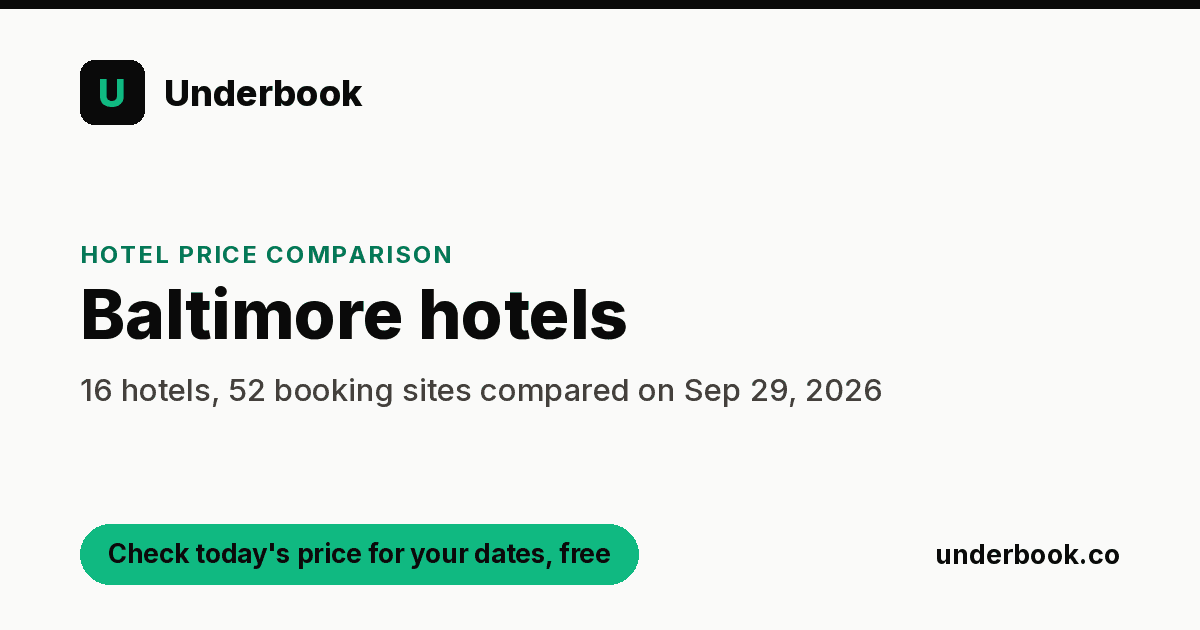 U Underbook
HOTEL PRICE COMPARISON
Baltimore hotels
16 hotels, 52 booking sites compared on Sep 29, 2026
Check today's price for your dates, free
underbook.co